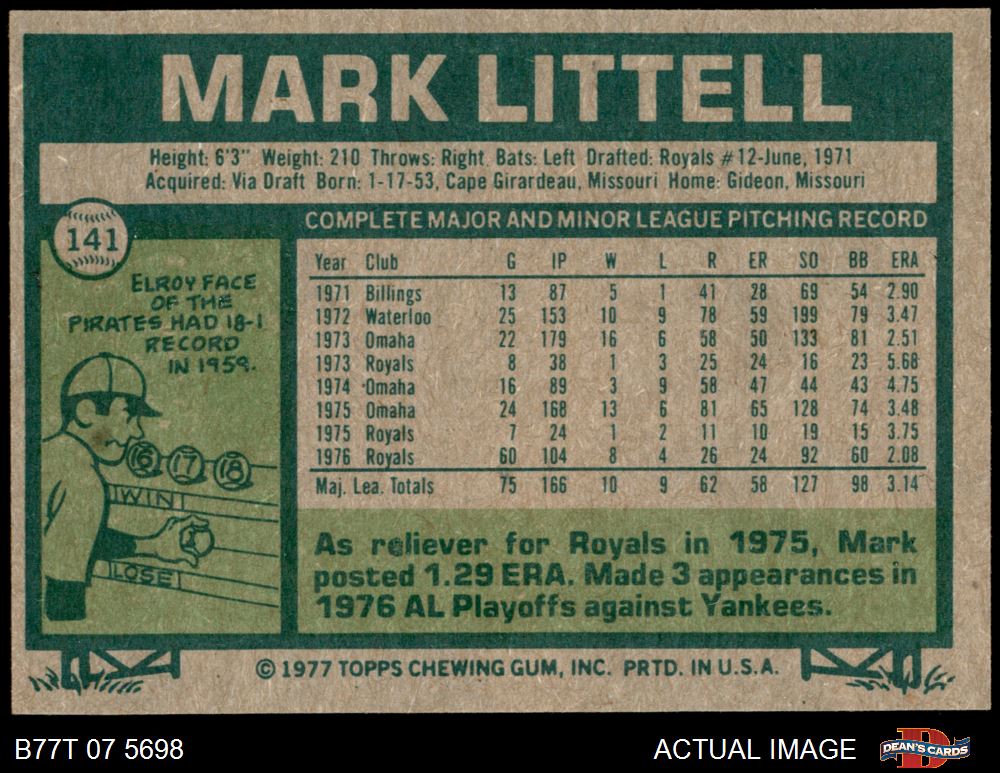 MARK LITTELL
Height: 6'3" Weight: 210 Throws: Right Bats: Left Drafted: Royals #12-June, 1971
Acquired: Via Draft Born: 1-17-53, Cape Girardeau, Missouri Home: Gideon, Missouri
141
ELROY FACE
OF THE
PIRATES HAD 18-1
RECORD
IN 1959.
16 17 18
WIN
1
LOSE
COMPLETE MAJOR AND MINOR LEAGUE PITCHING RECORD
Year Club G IP W L R ER SO BB ERA
1971 Billings 13 87 5 1 41 28 69 54 2.90
1972 Waterloo 25 153 10 9 78 59 199 79 3.47
1973 Omaha 22 179 16 6 58 50 133 81 2.51
1973 Royals 8 38 1 3 25 24 16 23 5.68
1974 Omaha 16 89 3 9 58 47 44 43 4.75
1975 Omaha 24 168 13 6 81 65 128 74 3.48
1975 Royals 7 24 1 2 11 10 19 15 3.75
1976 Royals 60 104 8 4 26 24 92 60 2.08
Maj. Lea. Totals 75 166 10 9 62 58 127 98 3.14
As reliever for Royals in 1975, Mark
posted 1.29 ERA. Made 3 appearances in
1976 AL Playoffs against Yankees.
© 1977 TOPPS CHEWING GUM, INC. PRTD. IN U.S.A.
B77T 07 5698
ACTUAL IMAGE
DEAN'S CARDS